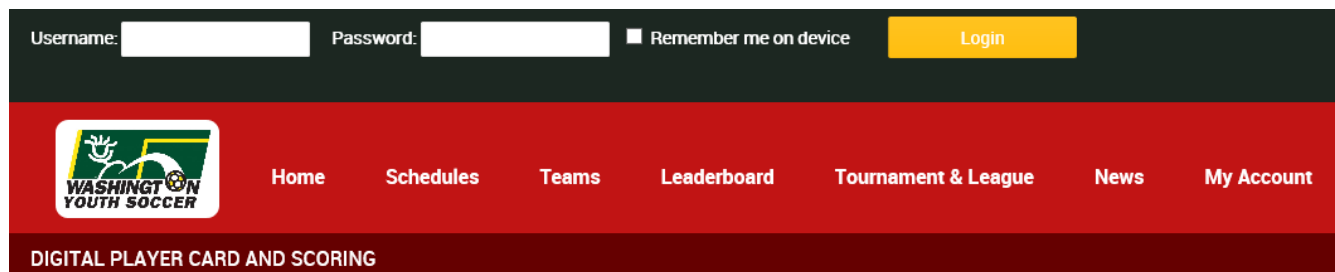 Username: Password: Remember me on device Login
WASHINGTON
YOUTH SOCCER
Home Schedules Teams Leaderboard Tournament & League News My Account
DIGITAL PLAYER CARD AND SCORING